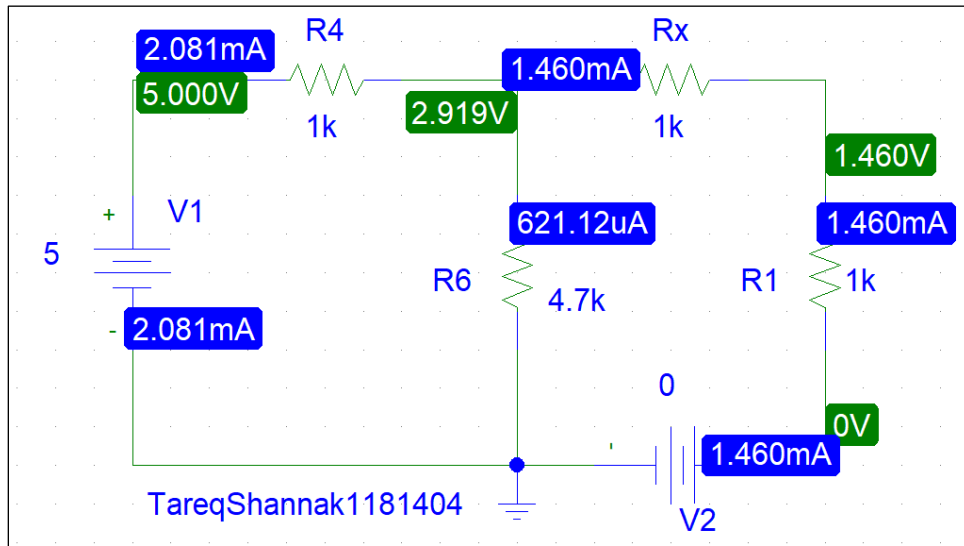 R4
Rx
2.081mA
1.460mA
5.000V
2.919V
1k
1k
1.460V
+
V1
621.12uA
1.460mA
5
R6
R1
1k
4.7k
-
2.081mA
0
0V
-
1.460mA
TareqShannak1181404
V2